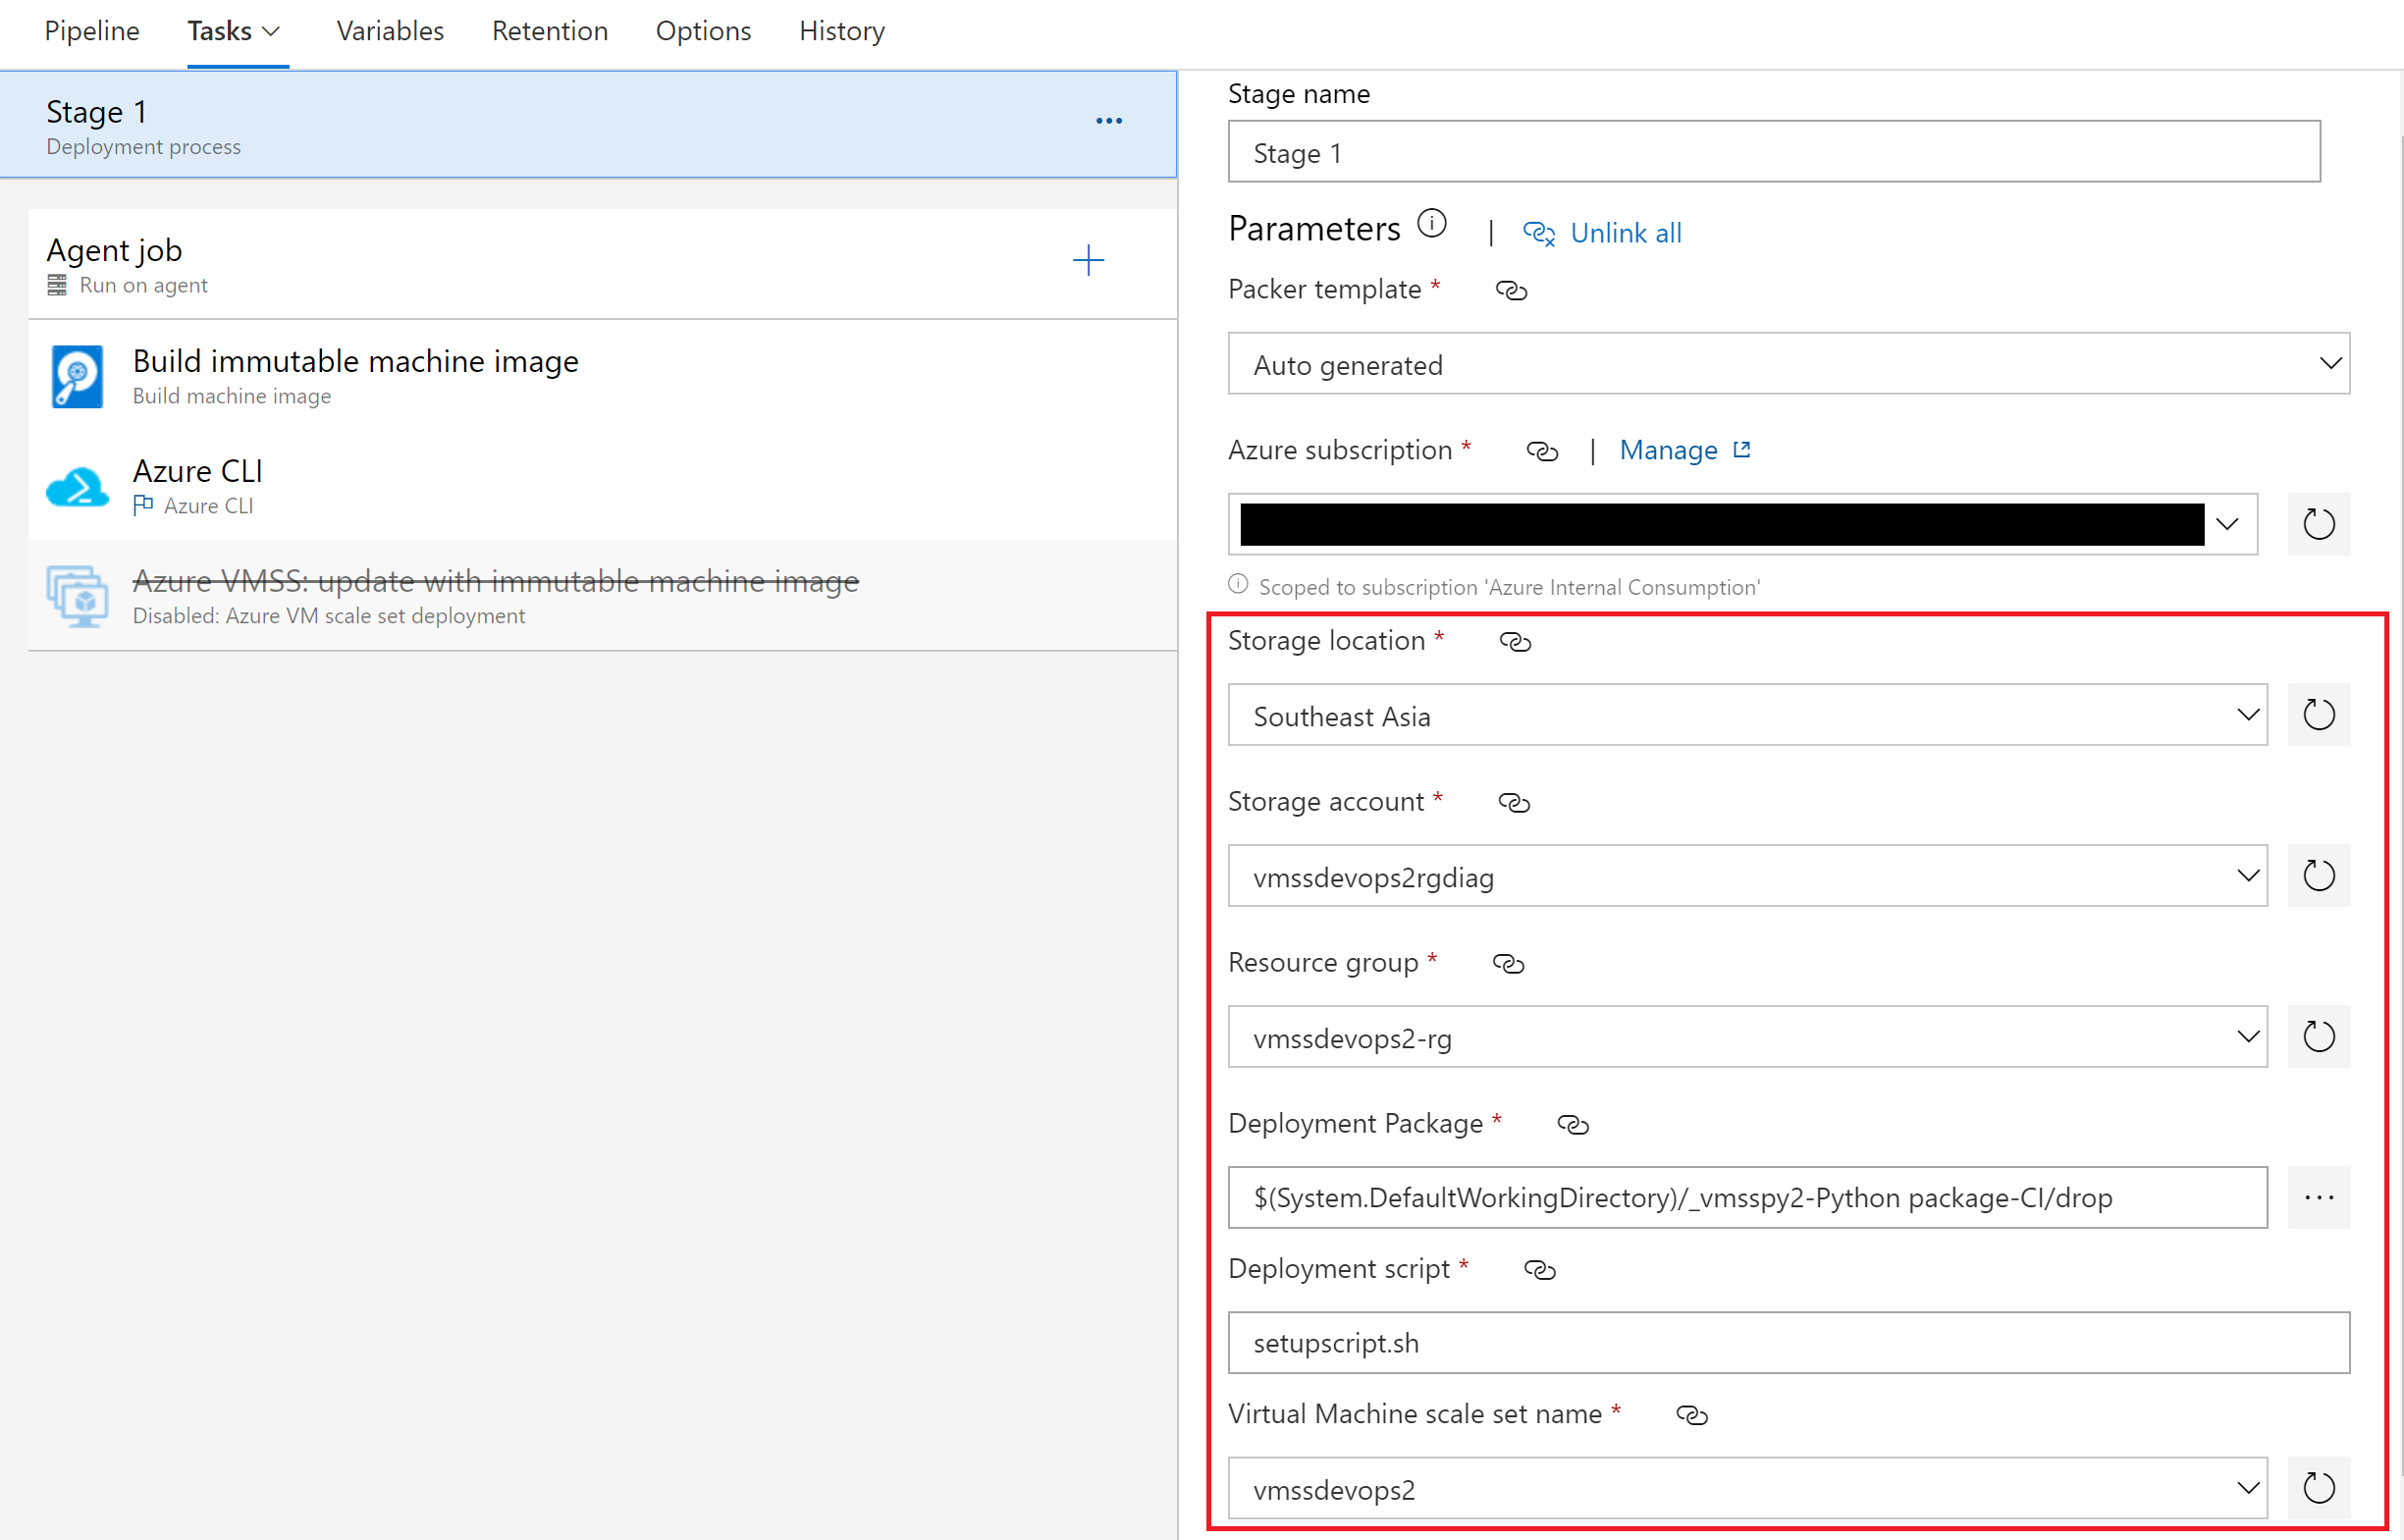 Pipeline Tasks Variables Retention Options History
Stage 1
Deployment process
Agent job
Run on agent
Build immutable machine image
Build machine image
Azure CLI
Azure CLI
Azure VMSS: update with immutable machine image
Disabled: Azure VM scale set deployment
Stage name
Stage 1
Parameters | Unlink all
Packer template *
Auto generated
Azure subscription * | Manage
Scoped to subscription 'Azure Internal Consumption'
Storage location *
Southeast Asia
Storage account *
vmssdevops2rgdiag
Resource group *
vmssdevops2-rg
Deployment Package *
$(System.DefaultWorkingDirectory)/_vmsspy2-Python package-CI/drop
Deployment script *
setupscript.sh
Virtual Machine scale set name *
vmssdevops2